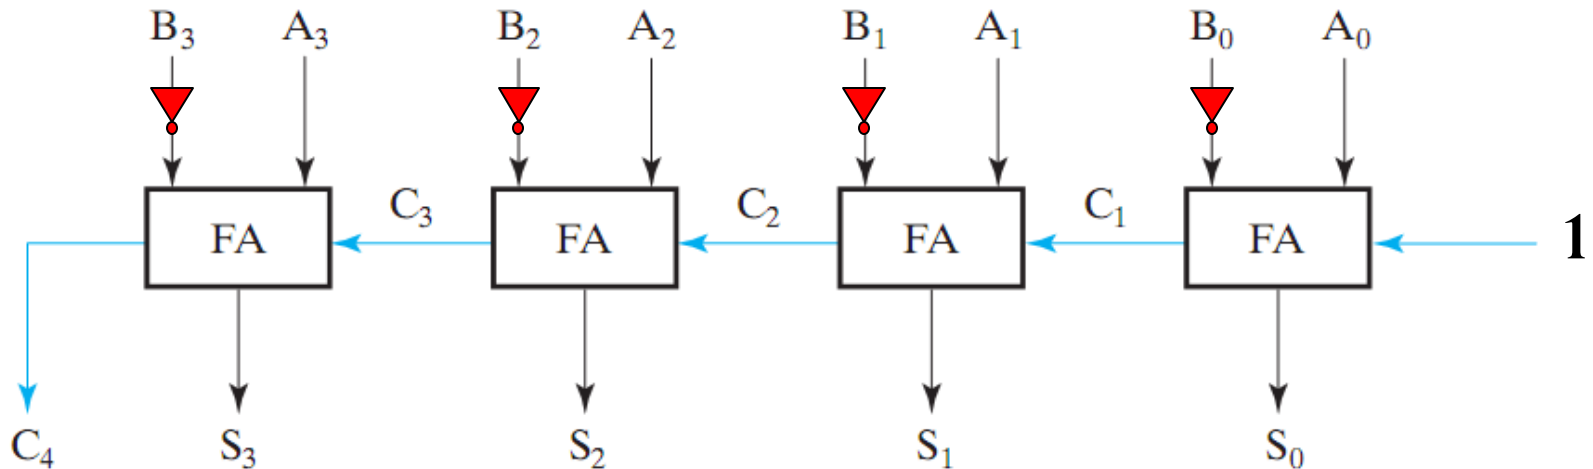 B₃ A₃ B₂ A₂ B₁ A₁ B₀ A₀
C₃ C₂ C₁
FA FA FA FA 1
C₄ S₃ S₂ S₁ S₀